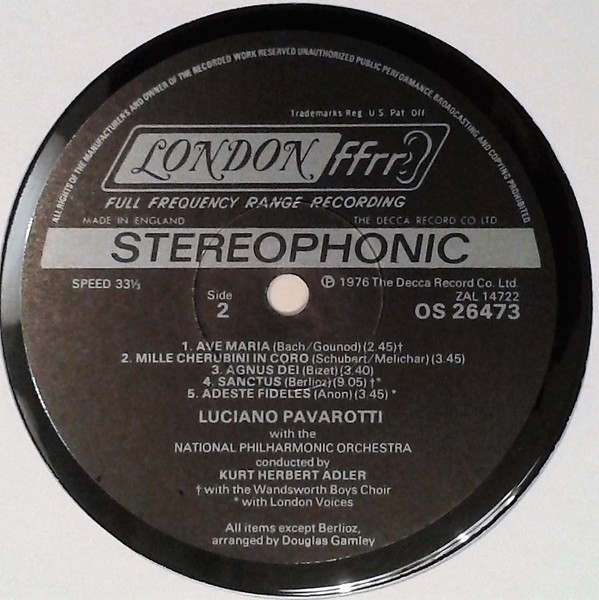 ALL RIGHTS OF THE MANUFACTURERS AND OWNER OF THE RECORDED WORK RESERVED UNAUTHORIZED PUBLIC PERFORMANCE BROADCASTING AND COPYING PROHIBITED
Trademarks Reg U.S. Pat Off
LONDON ffrr
FULL FREQUENCY RANGE RECORDING
MADE IN ENGLAND THE DECCA RECORD CO LTD
STEREOPHONIC
SPEED 33⅓ ℗ 1976 The Decca Record Co. Ltd.
Side ZAL 14722
2 OS 26473
1. AVE MARIA (Bach/Gounod) (2.45)†
2. MILLE CHERUBINI IN CORO (Schubert/Melichar) (3.45)
3. AGNUS DEI (Bizet) (3.40)
4. SANCTUS (Berlioz) (9.05) †*
5. ADESTE FIDELES (Anon) (3.45) *
LUCIANO PAVAROTTI
with the
NATIONAL PHILHARMONIC ORCHESTRA
conducted by
KURT HERBERT ADLER
† with the Wandsworth Boys Choir
* with London Voices
All items except Berlioz,
arranged by Douglas Gamley